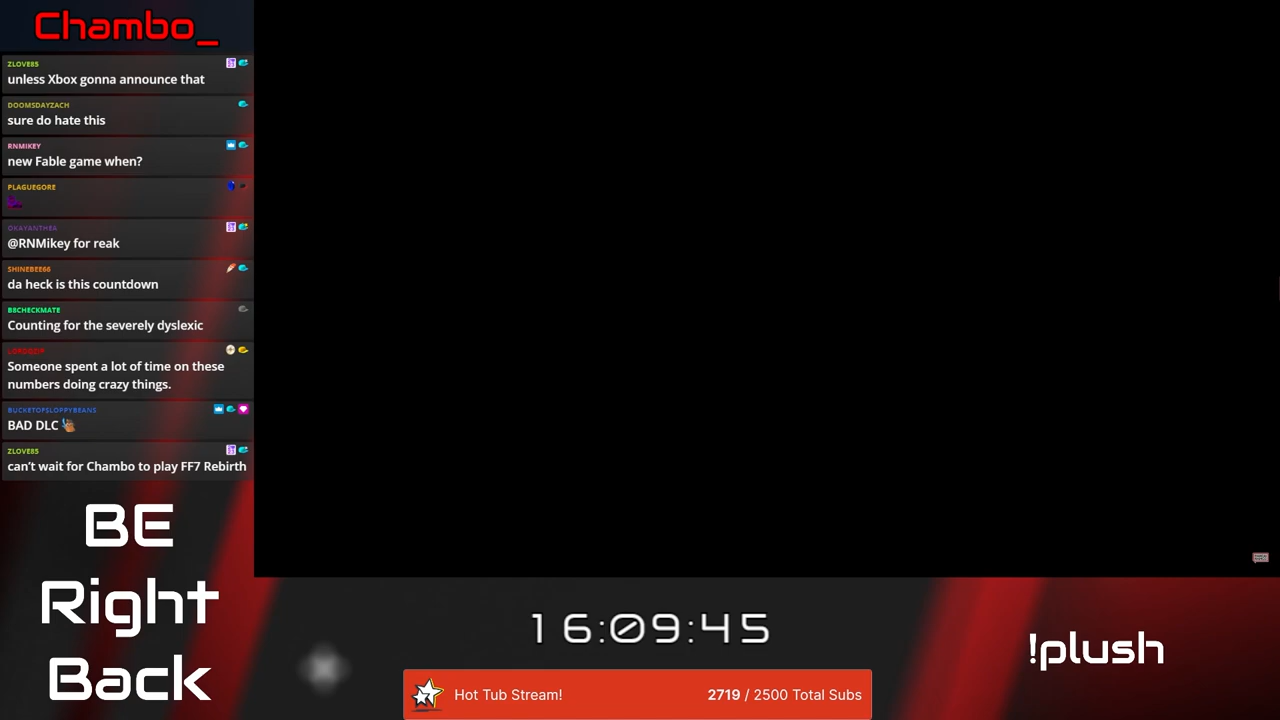 Chambo_
ZLOVE85
unless Xbox gonna announce that
DOOMSDAYZACH
sure do hate this
RNMIKEY
new Fable game when?
PLAGUEGORE
OKAYANTHEA
@RNMikey for reak
SHINEBEE66
da heck is this countdown
BBCHECKMATE
Counting for the severely dyslexic
Someone spent a lot of time on these
numbers doing crazy things.
BUCKETOFSLOPPYBEANS
BAD DLC
ZLOVE85
can't wait for Chambo to play FF7 Rebirth
BE
Right
Back
16:09:45
Hot Tub Stream!
2719 / 2500 Total Subs
!plush